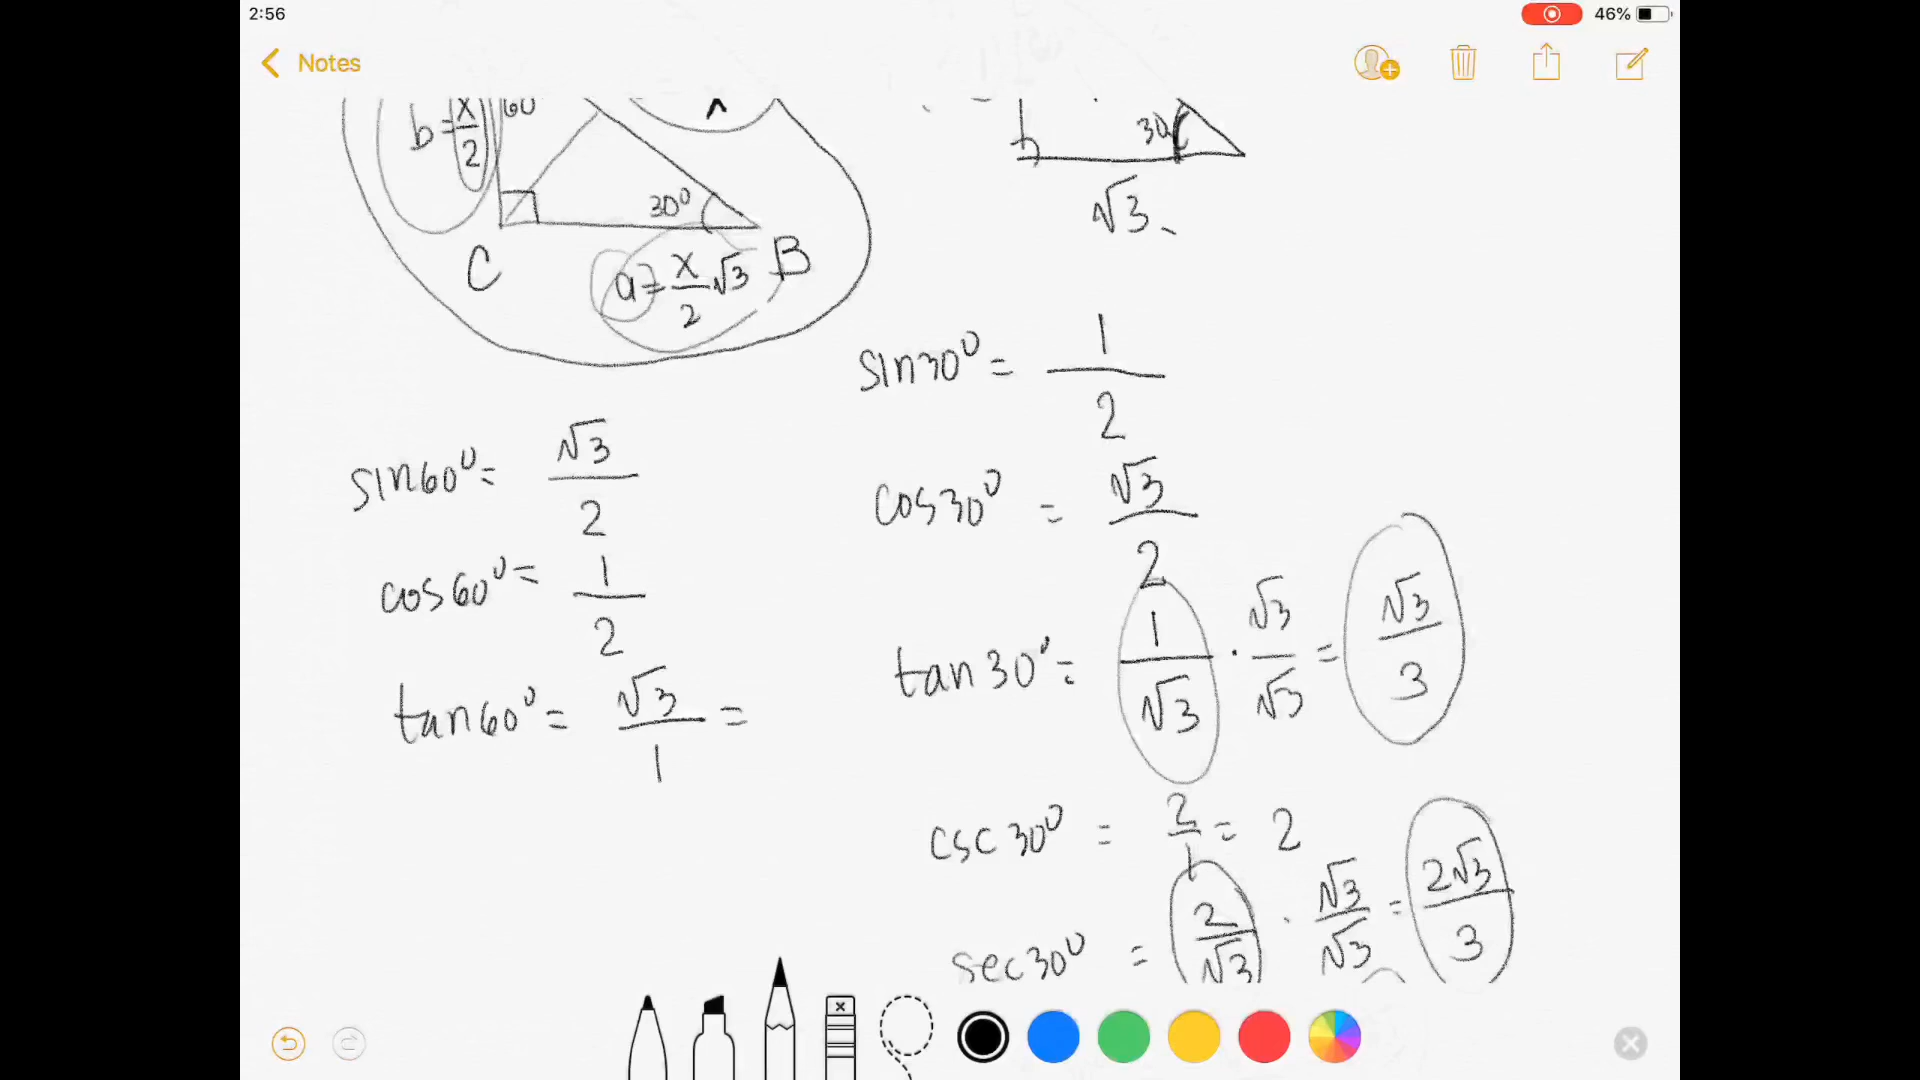 2:56
46%
Notes
b = x/2
60
30°
C
a = x/2 √3
B
30
√3
sin30° = 1/2
sin60° = √3/2
cos30° = √3/2
cos60° = 1/2
tan30° = 1/√3 · √3/√3 = √3/3
tan60° = √3/1 =
csc30° = 2/1 = 2
sec30° = 2/√3 · √3/√3 = 2√3/3